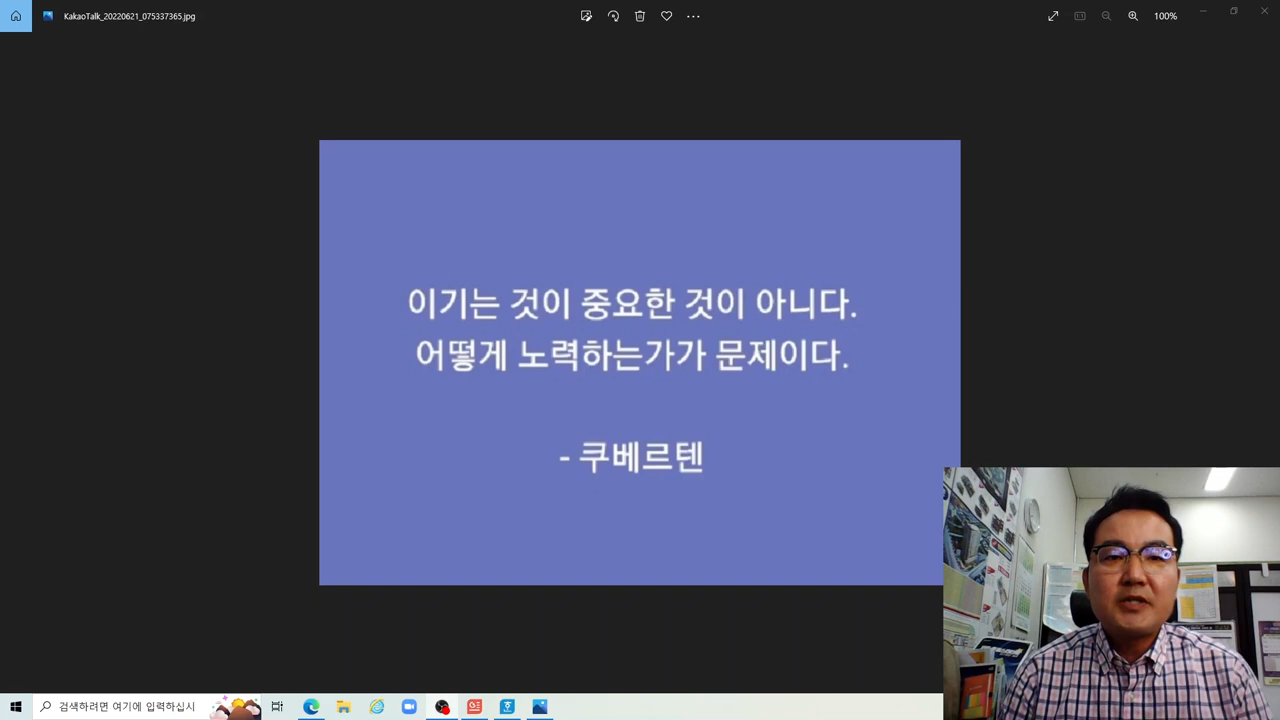 KakaoTalk_20220621_075337365.jpg
100%
이기는 것이 중요한 것이 아니다.
어떻게 노력하는가가 문제이다.
- 쿠베르텐
검색하려면 여기에 입력하십시